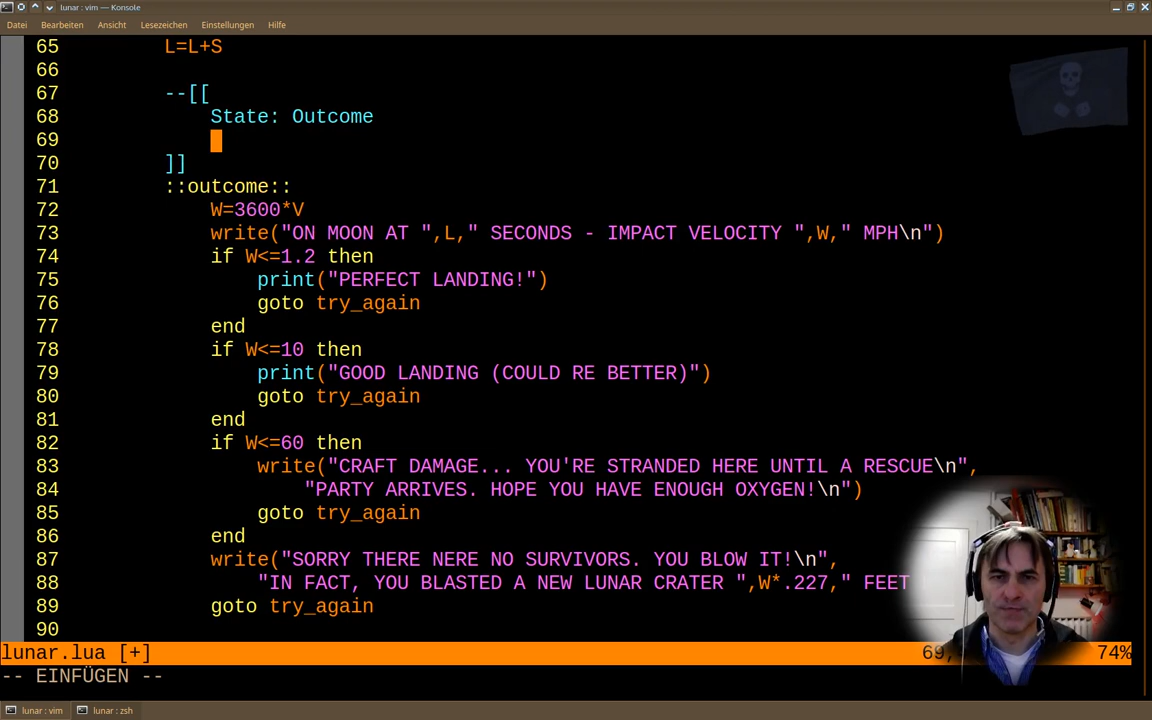 lunar : vim — Konsole
Datei Bearbeiten Ansicht Lesezeichen Einstellungen Hilfe
65 L=L+S
66
67 --[[
68 State: Outcome
69
70 ]]
71 ::outcome::
72 W=3600*V
73 write("ON MOON AT ",L," SECONDS - IMPACT VELOCITY ",W," MPH\n")
74 if W<=1.2 then
75 print("PERFECT LANDING!")
76 goto try_again
77 end
78 if W<=10 then
79 print("GOOD LANDING (COULD RE BETTER)")
80 goto try_again
81 end
82 if W<=60 then
83 write("CRAFT DAMAGE... YOU'RE STRANDED HERE UNTIL A RESCUE\n",
84 "PARTY ARRIVES. HOPE YOU HAVE ENOUGH OXYGEN!\n")
85 goto try_again
86 end
87 write("SORRY THERE NERE NO SURVIVORS. YOU BLOW IT!\n",
88 "IN FACT, YOU BLASTED A NEW LUNAR CRATER ",W*.227," FEET
89 goto try_again
90
lunar.lua [+] 69, 74%
-- EINFÜGEN --
lunar : vim lunar : zsh